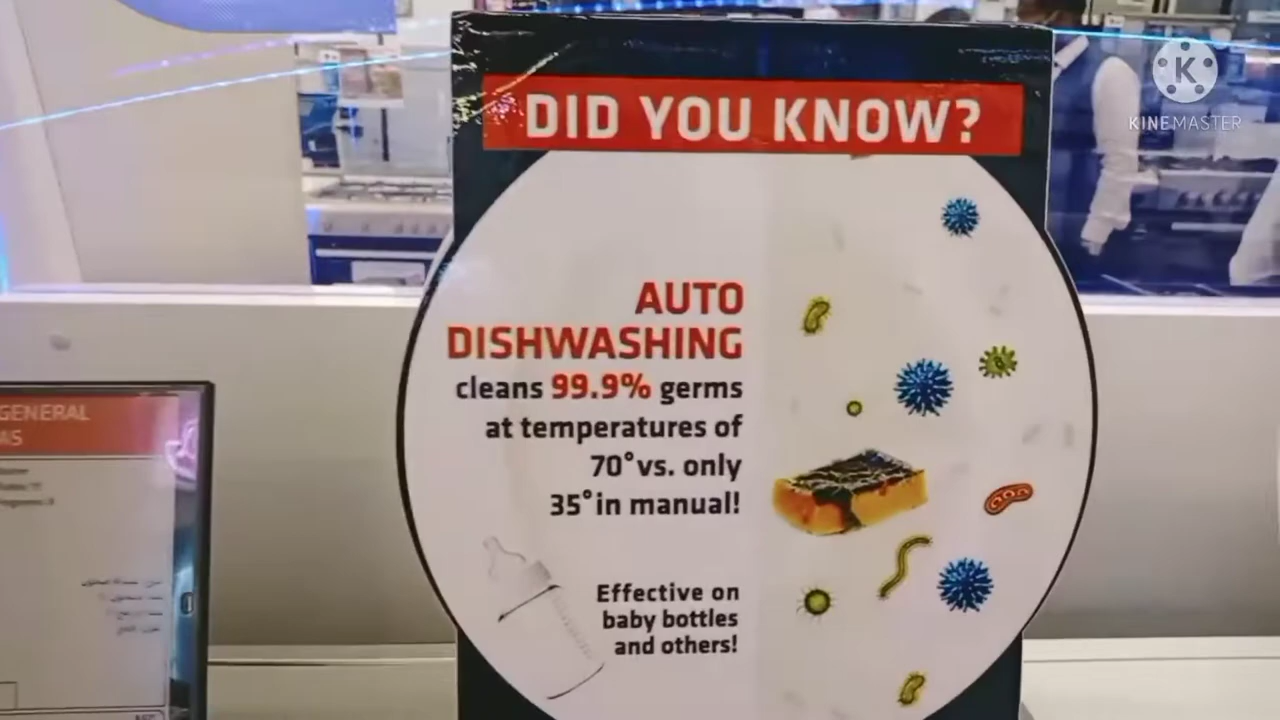 DID YOU KNOW?
AUTO
DISHWASHING
cleans 99.9% germs
at temperatures of
70° vs. only
35° in manual!
Effective on
baby bottles
and others!
GENERAL
KINEMASTER